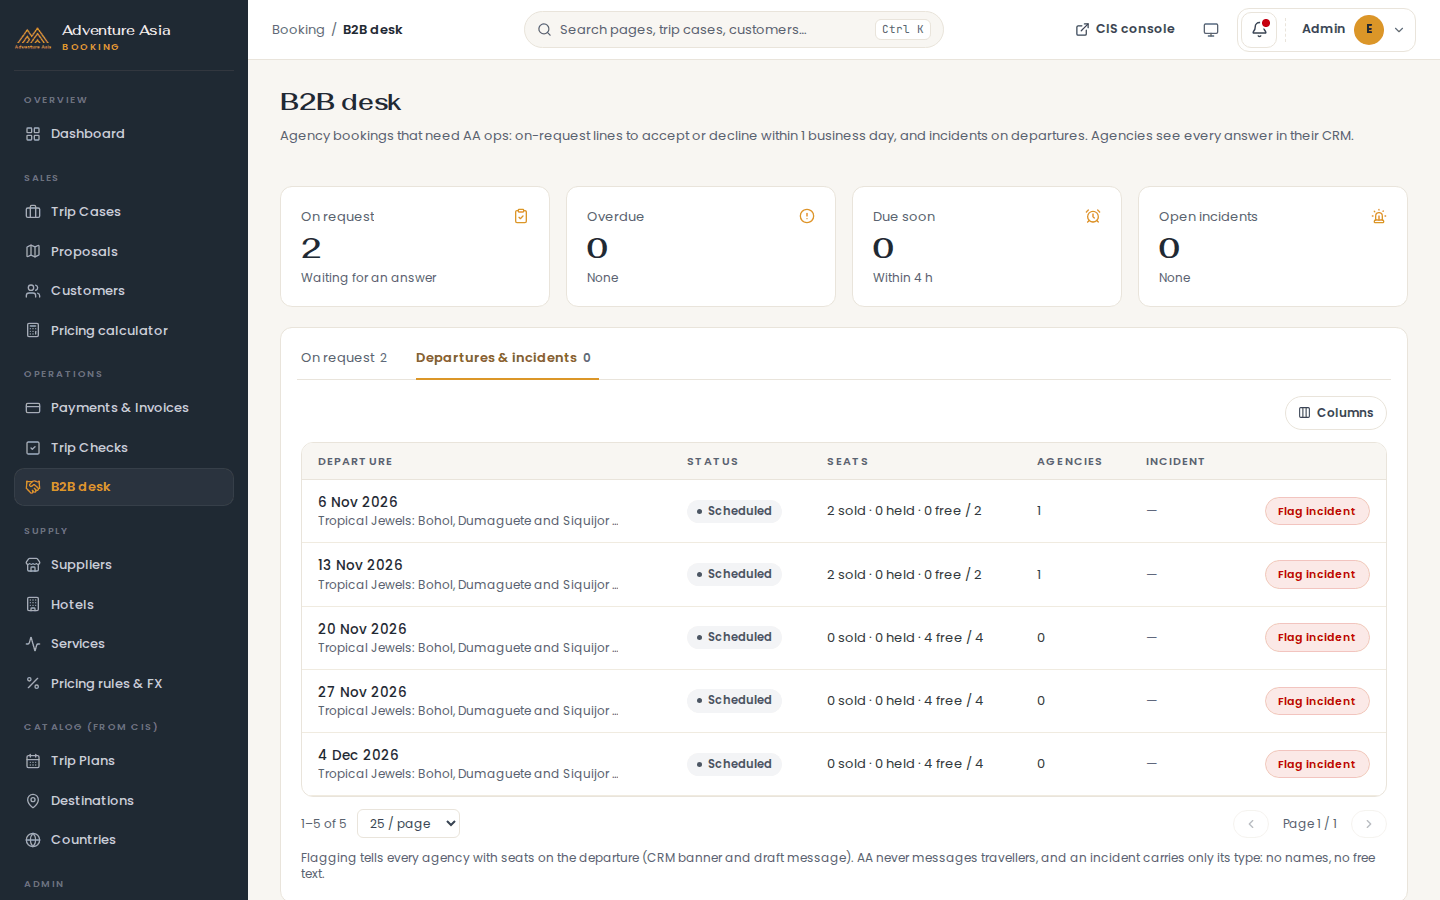 Adventure Asia
BOOKING
Adventure Asia
OVERVIEW
Dashboard
SALES
Trip Cases
Proposals
Customers
Pricing calculator
OPERATIONS
Payments & Invoices
Trip Checks
B2B desk
SUPPLY
Suppliers
Hotels
Services
Pricing rules & FX
CATALOG (FROM CIS)
Trip Plans
Destinations
Countries
ADMIN
Booking / B2B desk
Search pages, trip cases, customers... Ctrl K
CIS console
Admin E
B2B desk
Agency bookings that need AA ops: on-request lines to accept or decline within 1 business day, and incidents on departures. Agencies see every answer in their CRM.
On request
2
Waiting for an answer
Overdue
0
None
Due soon
0
Within 4 h
Open incidents
0
None
On request 2 Departures & incidents 0
Columns
DEPARTURE STATUS SEATS AGENCIES INCIDENT
6 Nov 2026
Tropical Jewels: Bohol, Dumaguete and Siquijor ...
Scheduled 2 sold · 0 held · 0 free / 2 1 — Flag incident
13 Nov 2026
Tropical Jewels: Bohol, Dumaguete and Siquijor ...
Scheduled 2 sold · 0 held · 0 free / 2 1 — Flag incident
20 Nov 2026
Tropical Jewels: Bohol, Dumaguete and Siquijor ...
Scheduled 0 sold · 0 held · 4 free / 4 0 — Flag incident
27 Nov 2026
Tropical Jewels: Bohol, Dumaguete and Siquijor ...
Scheduled 0 sold · 0 held · 4 free / 4 0 — Flag incident
4 Dec 2026
Tropical Jewels: Bohol, Dumaguete and Siquijor ...
Scheduled 0 sold · 0 held · 4 free / 4 0 — Flag incident
1–5 of 5 25 / page Page 1 / 1
Flagging tells every agency with seats on the departure (CRM banner and draft message). AA never messages travellers, and an incident carries only its type: no names, no free
text.